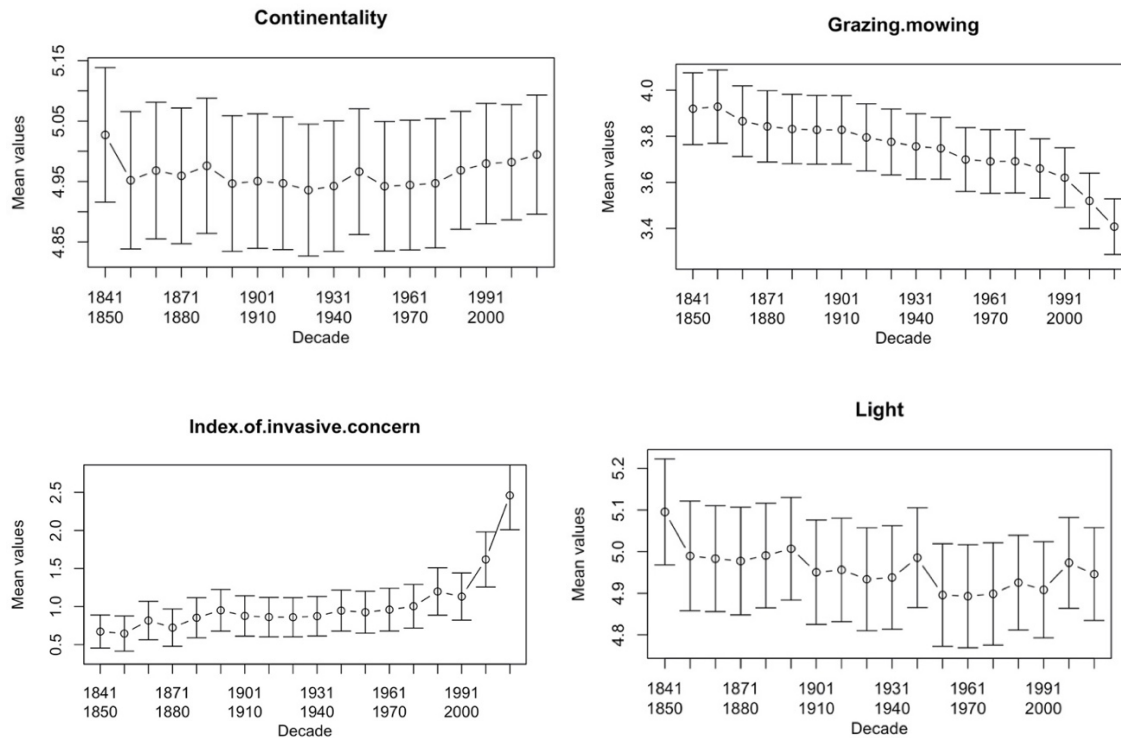 Continentality
Mean values
5.15
5.05
4.95
4.85
1841 1871 1901 1931 1961 1991
1850 1880 1910 1940 1970 2000
Decade
Grazing.mowing
Mean values
4.0
3.8
3.6
3.4
1841 1871 1901 1931 1961 1991
1850 1880 1910 1940 1970 2000
Decade
Index.of.invasive.concern
Mean values
2.5
2.0
1.5
1.0
0.5
1841 1871 1901 1931 1961 1991
1850 1880 1910 1940 1970 2000
Decade
Light
Mean values
5.2
5.1
5.0
4.9
4.8
1841 1871 1901 1931 1961 1991
1850 1880 1910 1940 1970 2000
Decade